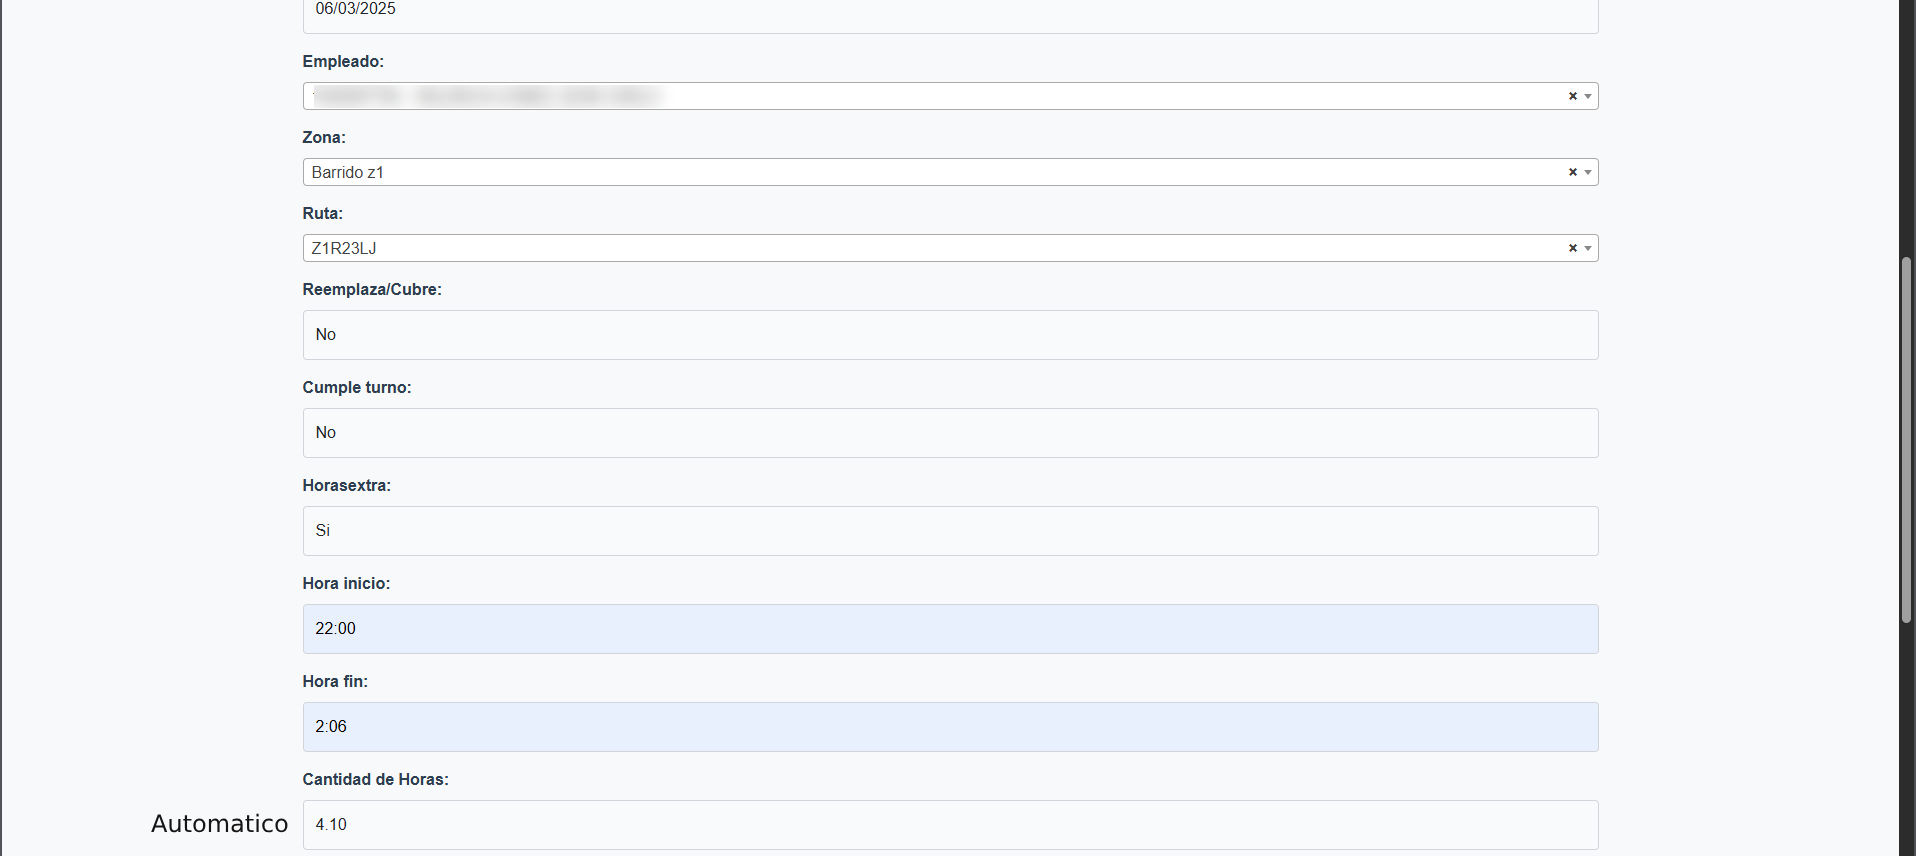 06/03/2025
Empleado:
Zona:
Barrido z1
Ruta:
Z1R23LJ
Reemplaza/Cubre:
No
Cumple turno:
No
Horasextra:
Si
Hora inicio:
22:00
Hora fin:
2:06
Cantidad de Horas:
Automatico 4.10